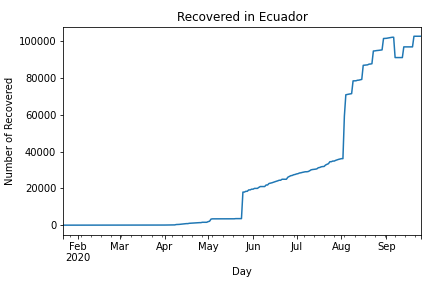 Recovered in Ecuador
Number of Recovered
100000
80000
60000
40000
20000
0
Feb Mar Apr May Jun Jul Aug Sep
2020
Day